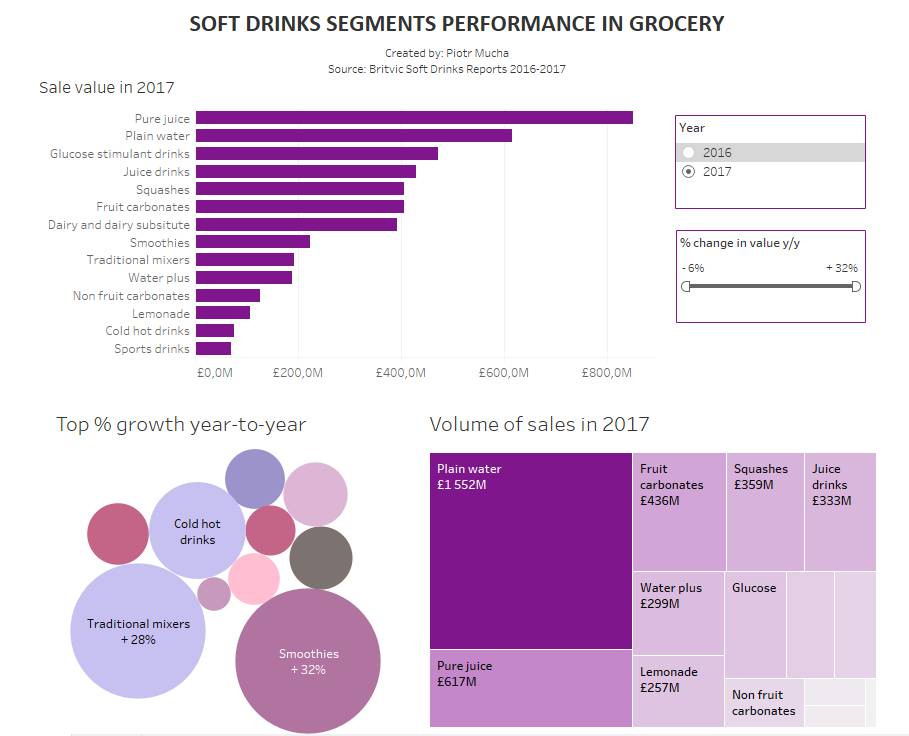 SOFT DRINKS SEGMENTS PERFORMANCE IN GROCERY
Created by: Piotr Mucha
Source: Britvic Soft Drinks Reports 2016-2017
Sale value in 2017
Pure juice
Plain water
Glucose stimulant drinks
Juice drinks
Squashes
Fruit carbonates
Dairy and dairy subsitute
Smoothies
Traditional mixers
Water plus
Non fruit carbonates
Lemonade
Cold hot drinks
Sports drinks
£0,0M
£200,0M
£400,0M
£600,0M
£800,0M
Year
2016
2017
% change in value y/y
- 6%
+ 32%
Top % growth year-to-year
Cold hot
drinks
Traditional mixers
+ 28%
Smoothies
+ 32%
Volume of sales in 2017
Plain water
£1 552M
Pure juice
£617M
Fruit
carbonates
£436M
Squashes
£359M
Juice
drinks
£333M
Water plus
£299M
Lemonade
£257M
Glucose
Non fruit
carbonates